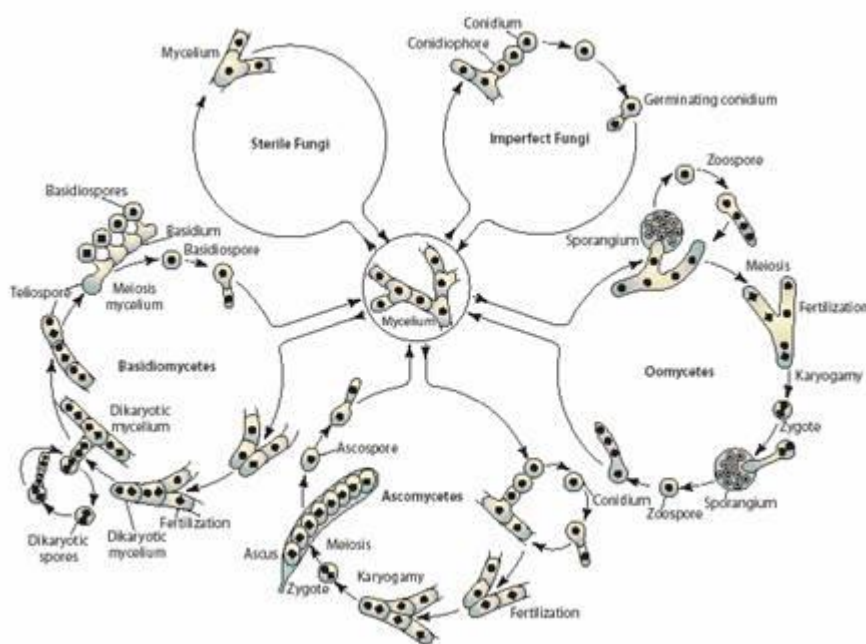 Mycelium
Sterile Fungi
Conidium
Conidiophore
Germinating conidium
Imperfect Fungi
Zoospore
Sporangium
Meiosis
Fertilization
Karyogamy
Zygote
Sporangium
Zoospore
Oomycetes
Basidiospores
Basidium
Basidiospore
Teliospore
Meiosis
mycelium
Basidiomycetes
Dikaryotic
mycelium
Dikaryotic
spores
Dikaryotic
mycelium
Fertilization
Mycelium
Ascospore
Ascomycetes
Conidium
Ascus
Meiosis
Zygote
Karyogamy
Fertilization